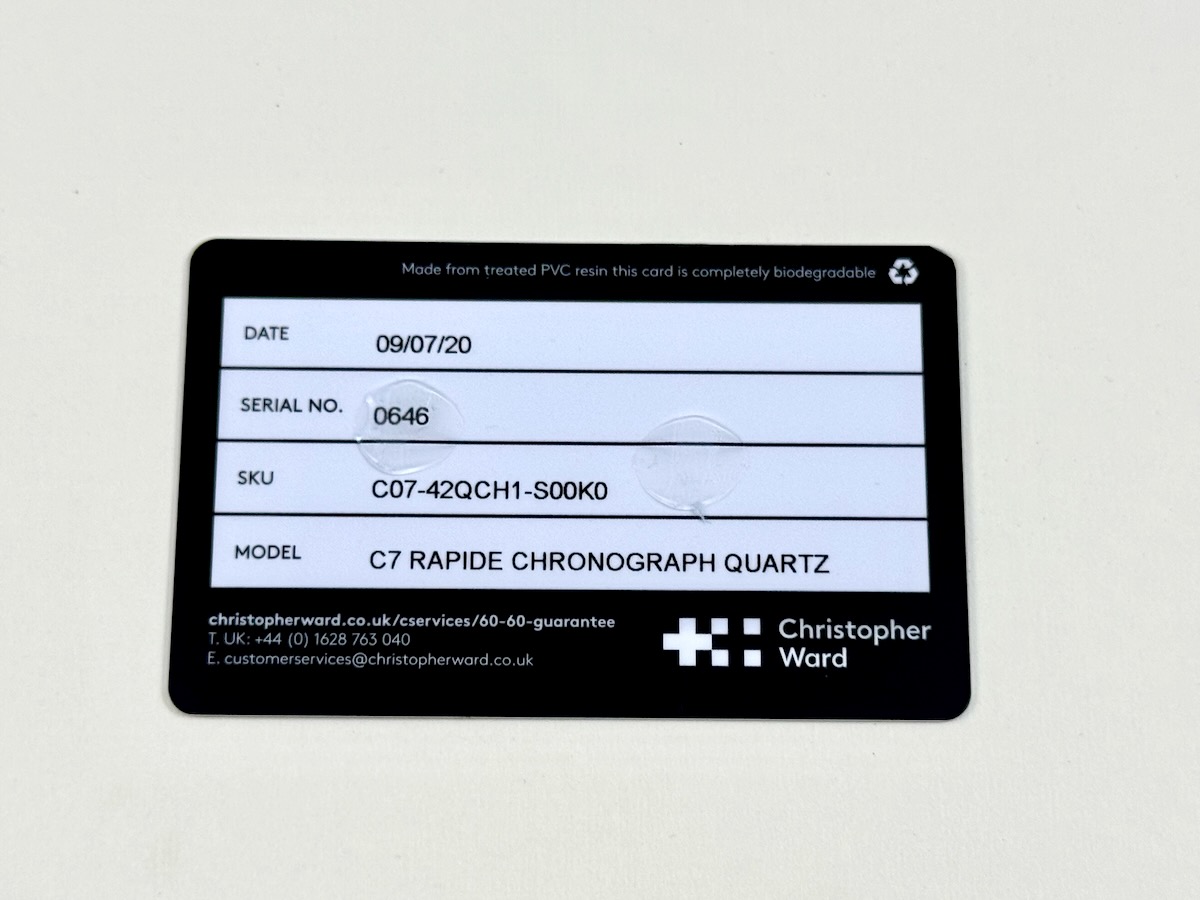 Made from treated PVC resin this card is completely biodegradable
DATE 09/07/20
SERIAL NO. 0646
SKU C07-42QCH1-S00K0
MODEL C7 RAPIDE CHRONOGRAPH QUARTZ
christopherward.co.uk/cservices/60-60-guarantee
T. UK: +44 (0) 1628 763 040
E. customerservices@christopherward.co.uk
Christopher
Ward